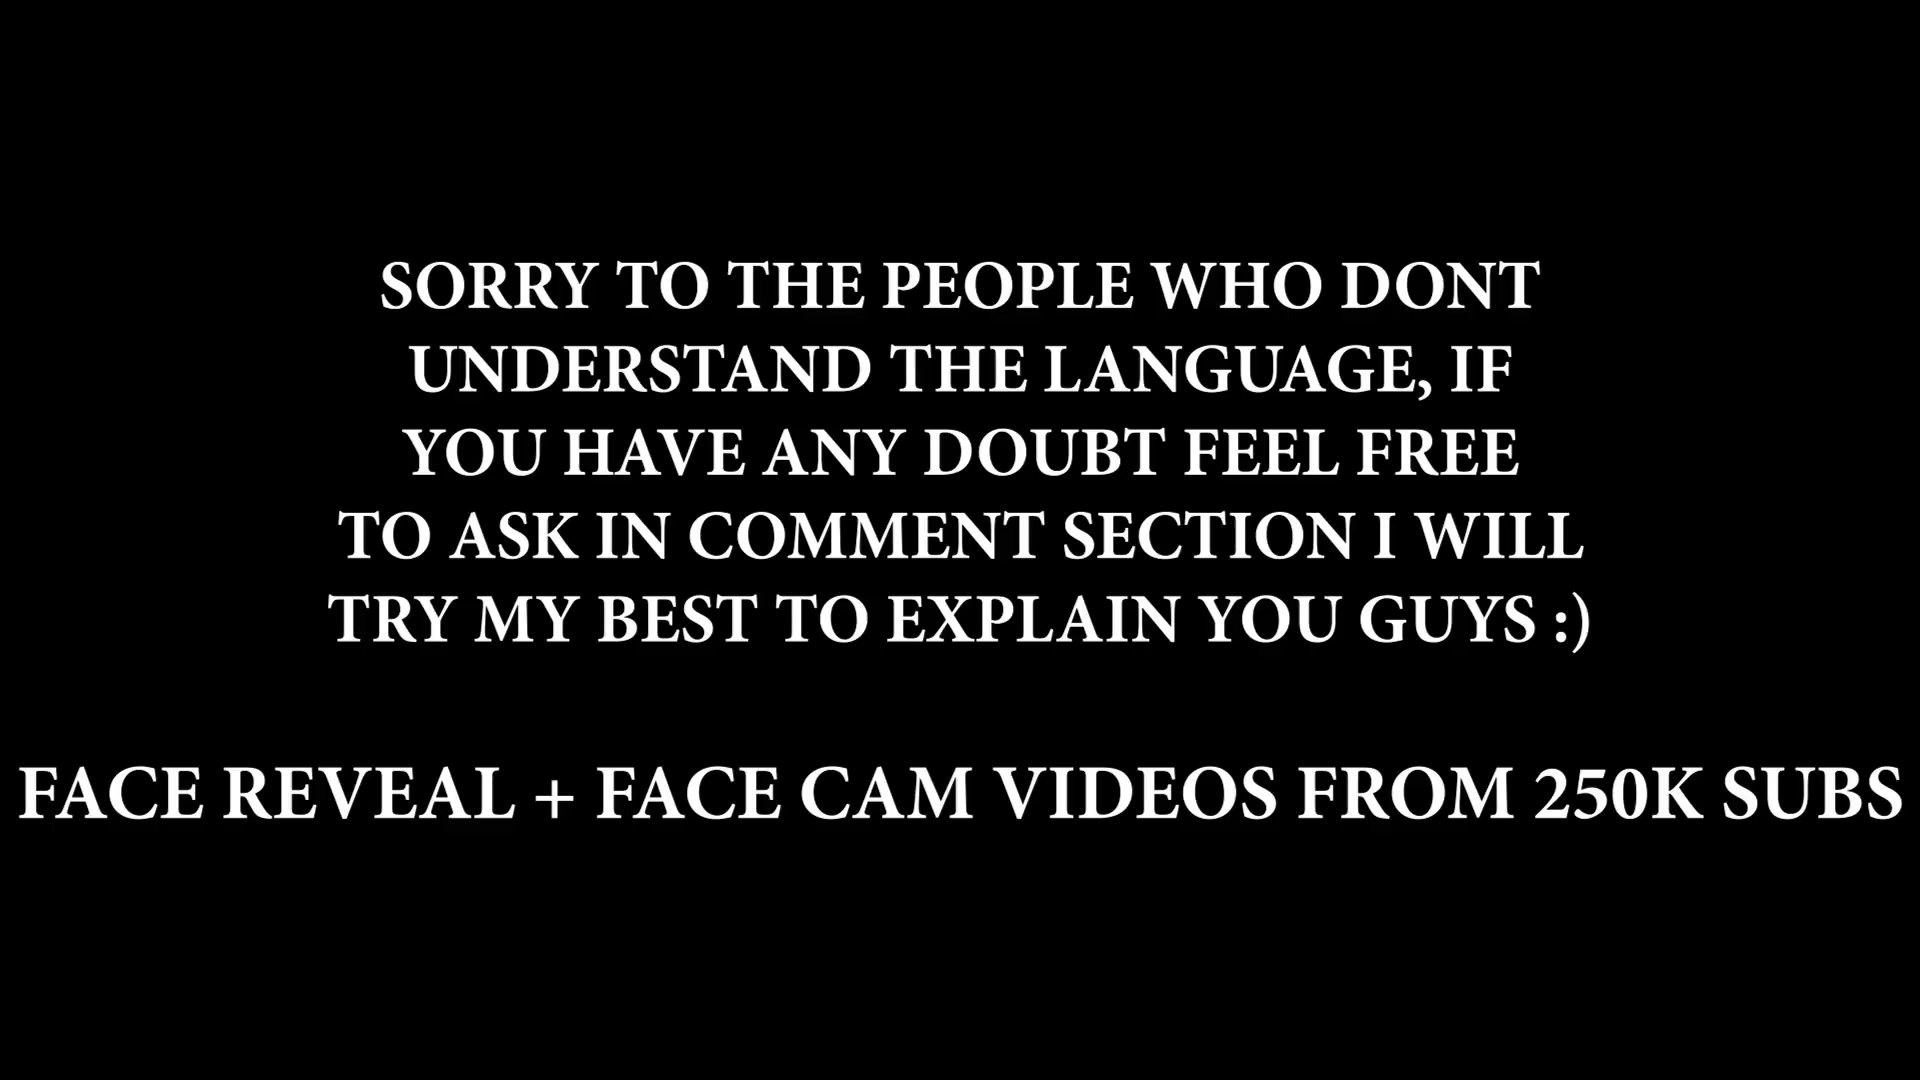 SORRY TO THE PEOPLE WHO DONT
UNDERSTAND THE LANGUAGE, IF
YOU HAVE ANY DOUBT FEEL FREE
TO ASK IN COMMENT SECTION I WILL
TRY MY BEST TO EXPLAIN YOU GUYS :)
FACE REVEAL + FACE CAM VIDEOS FROM 250K SUBS